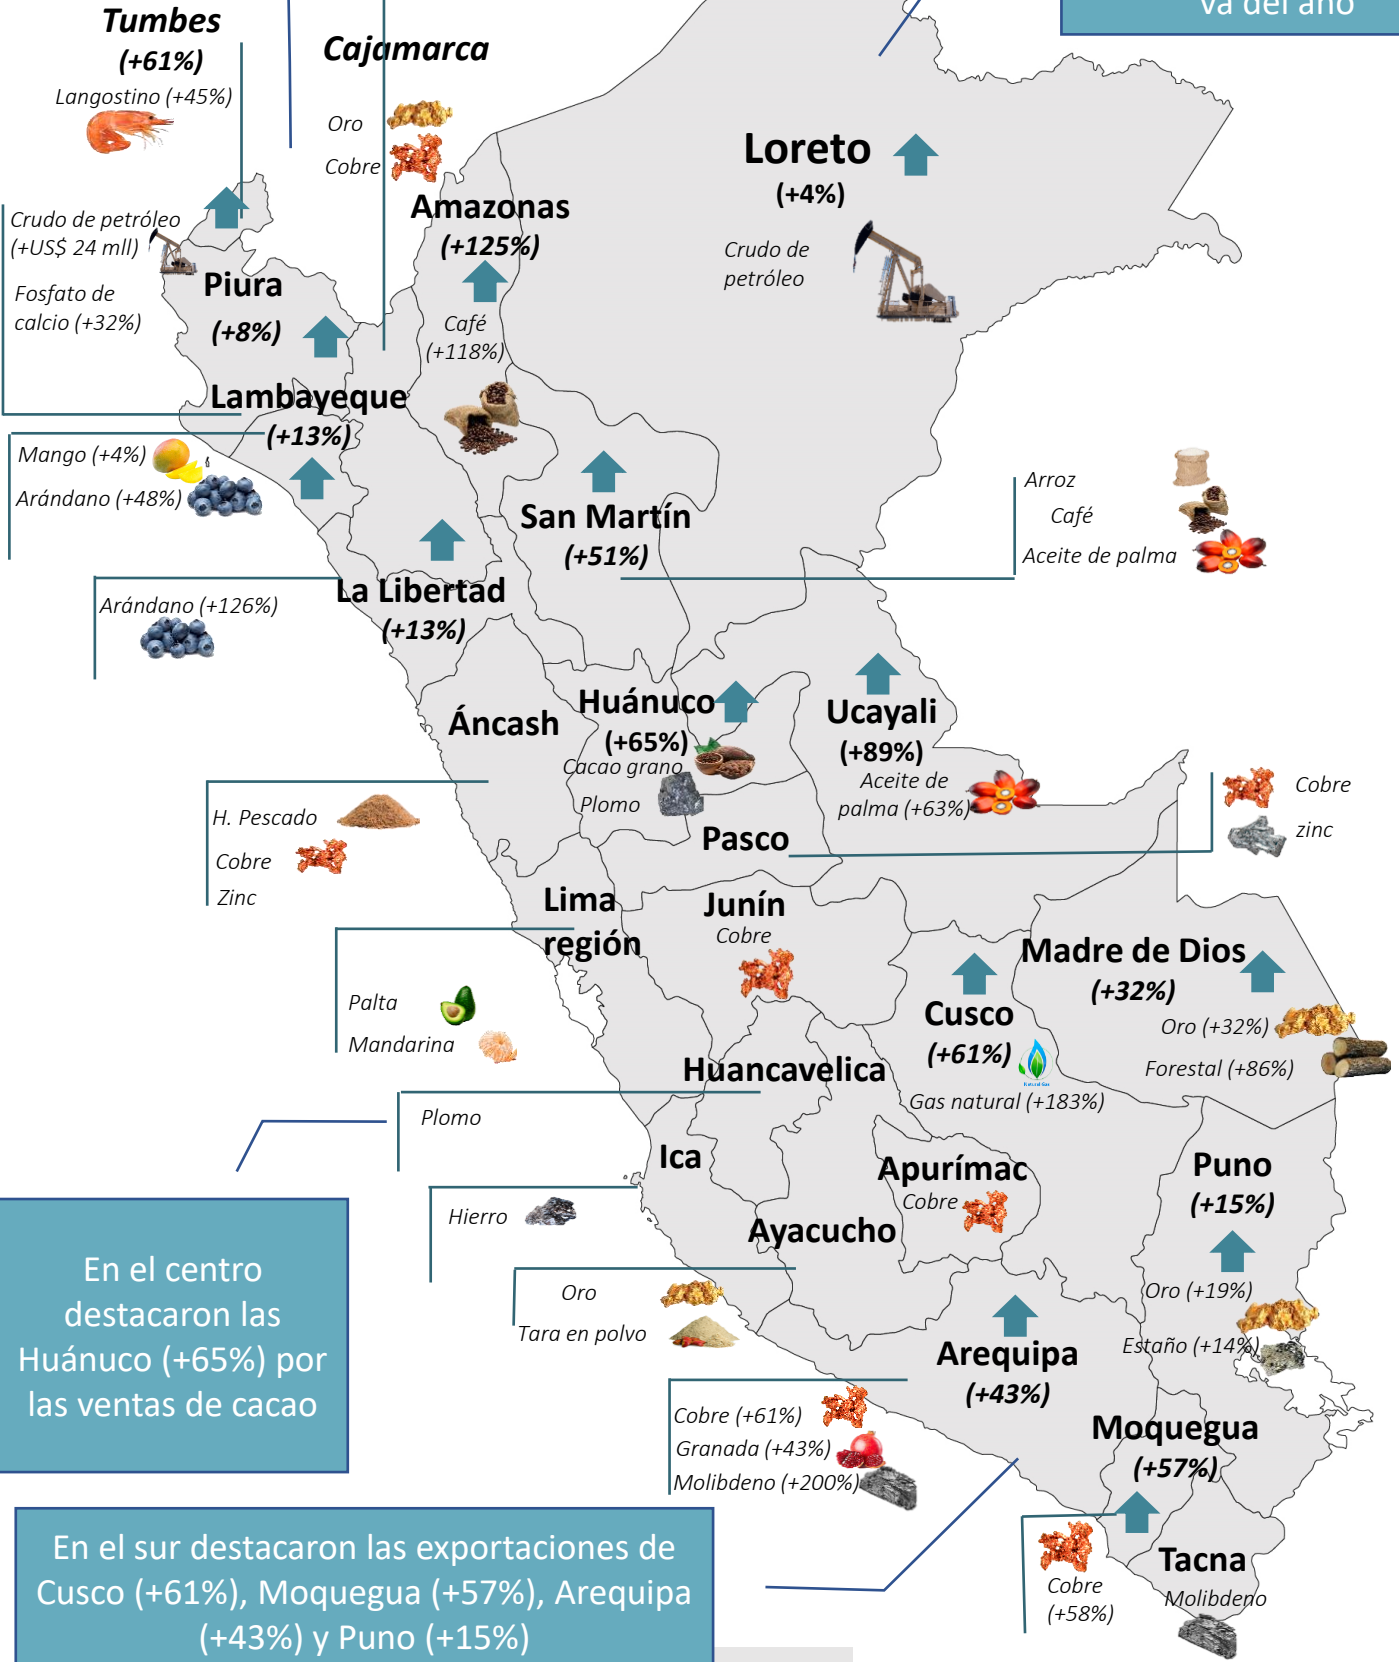 va del año
Tumbes
(+61%)
Langostino (+45%)
Cajamarca
Oro
Cobre
Loreto
(+4%)
Crudo de
petróleo
Amazonas
(+125%)
Café
(+118%)
Crudo de petróleo
(+US$ 24 mll)
Fosfato de
calcio (+32%)
Piura
(+8%)
Lambayeque
(+13%)
Mango (+4%)
Arándano (+48%)
San Martín
(+51%)
Arroz
Café
Aceite de palma
La Libertad
(+13%)
Arándano (+126%)
Áncash
H. Pescado
Cobre
Zinc
Huánuco
(+65%)
Cacao grano
Plomo
Ucayali
(+89%)
Aceite de
palma (+63%)
Pasco
Cobre
zinc
Lima
región
Palta
Mandarina
Junín
Cobre
Madre de Dios
(+32%)
Oro (+32%)
Forestal (+86%)
Cusco
(+61%)
Natural Gas
Gas natural (+183%)
Huancavelica
Plomo
Ica
Hierro
Apurímac
Cobre
Ayacucho
Oro
Tara en polvo
Puno
(+15%)
Oro (+19%)
Estaño (+14%)
Arequipa
(+43%)
Cobre (+61%)
Granada (+43%)
Molibdeno (+200%)
Moquegua
(+57%)
Cobre
(+58%)
Tacna
Molibdeno
En el centro
destacaron las
Huánuco (+65%) por
las ventas de cacao
En el sur destacaron las exportaciones de
Cusco (+61%), Moquegua (+57%), Arequipa
(+43%) y Puno (+15%)